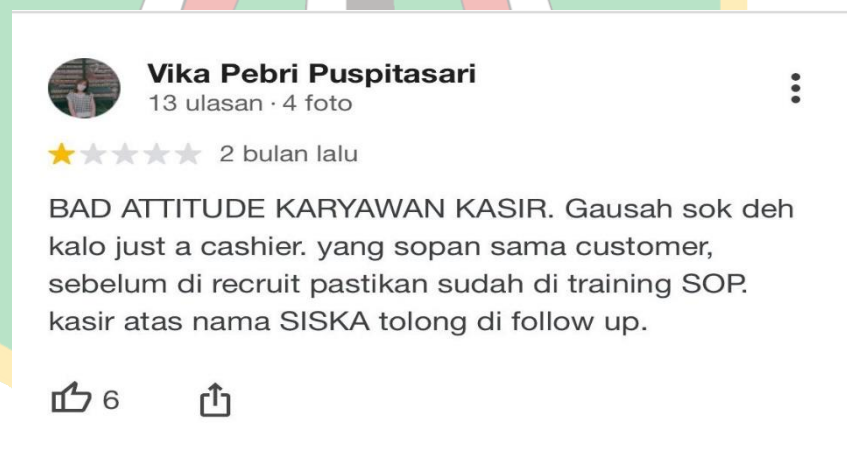 Vika Pebri Puspitasari
13 ulasan · 4 foto
2 bulan lalu
BAD ATTITUDE KARYAWAN KASIR. Gausah sok deh
kalo just a cashier. yang sopan sama customer,
sebelum di recruit pastikan sudah di training SOP.
kasir atas nama SISKA tolong di follow up.
6